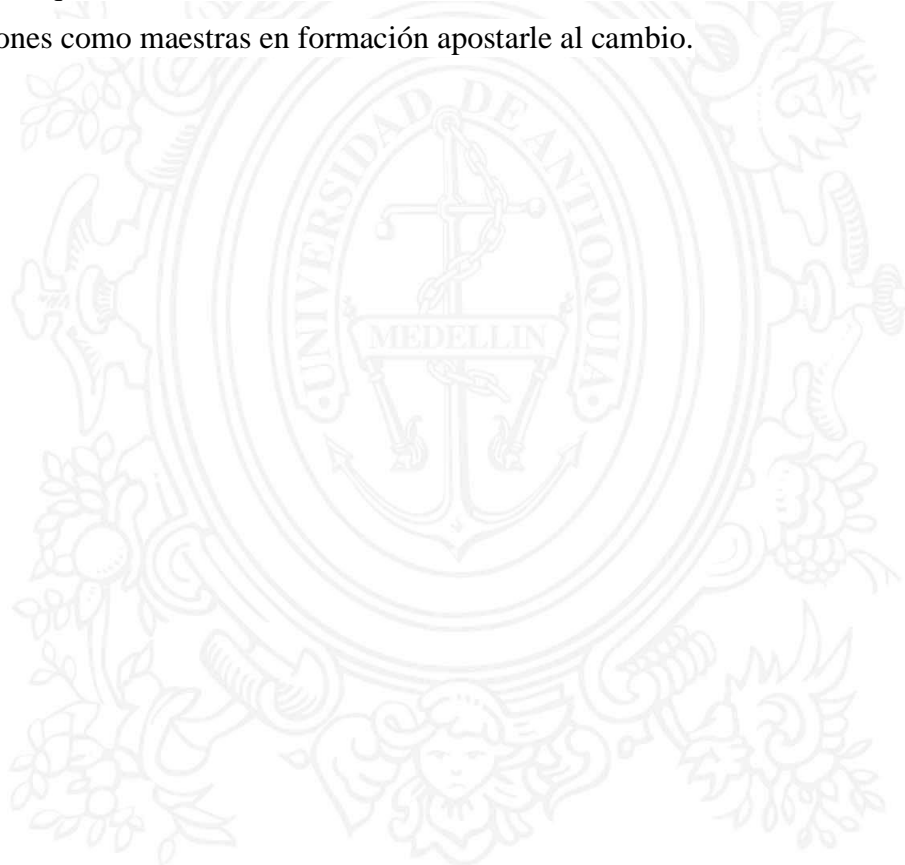 ones como maestras en formación apostarle al cambio.
UNIVERSIDAD DE ANTIOQUIA
MEDELLIN